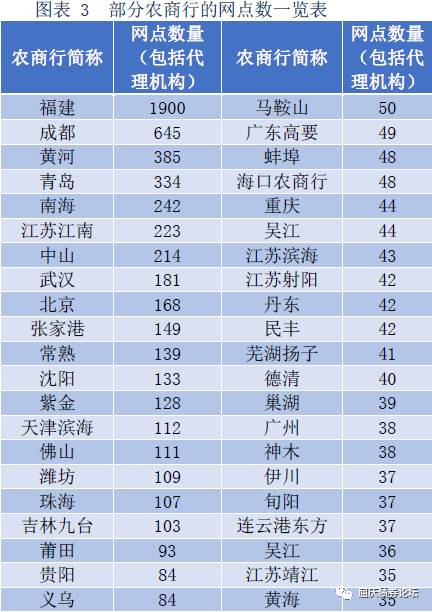 图表 3 部分农商行的网点数一览表
农商行简称 网点数量（包括代理机构） 农商行简称 网点数量（包括代理机构）
福建 1900 马鞍山 50
成都 645 广东高要 49
黄河 385 蚌埠 48
青岛 334 海口农商行 48
南海 242 重庆 44
江苏江南 223 吴江 44
中山 214 江苏滨海 43
武汉 181 江苏射阳 42
北京 168 丹东 42
张家港 149 民丰 42
常熟 139 芜湖扬子 41
沈阳 133 德清 40
紫金 128 巢湖 39
天津滨海 112 广州 38
佛山 111 神木 38
潍坊 109 伊川 37
珠海 107 旬阳 37
吉林九台 103 连云港东方 37
莆田 93 吴江 36
贵阳 84 江苏靖江 35
义乌 84 黄海 35
屈庆债券论坛